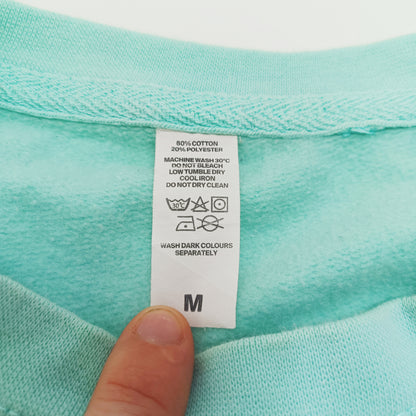 80% COTTON
20% POLYESTER
MACHINE WASH 30°C
DO NOT BLEACH
LOW TUMBLE DRY
COOL IRON
DO NOT DRY CLEAN
30°C
WASH DARK COLOURS
SEPARATELY
M